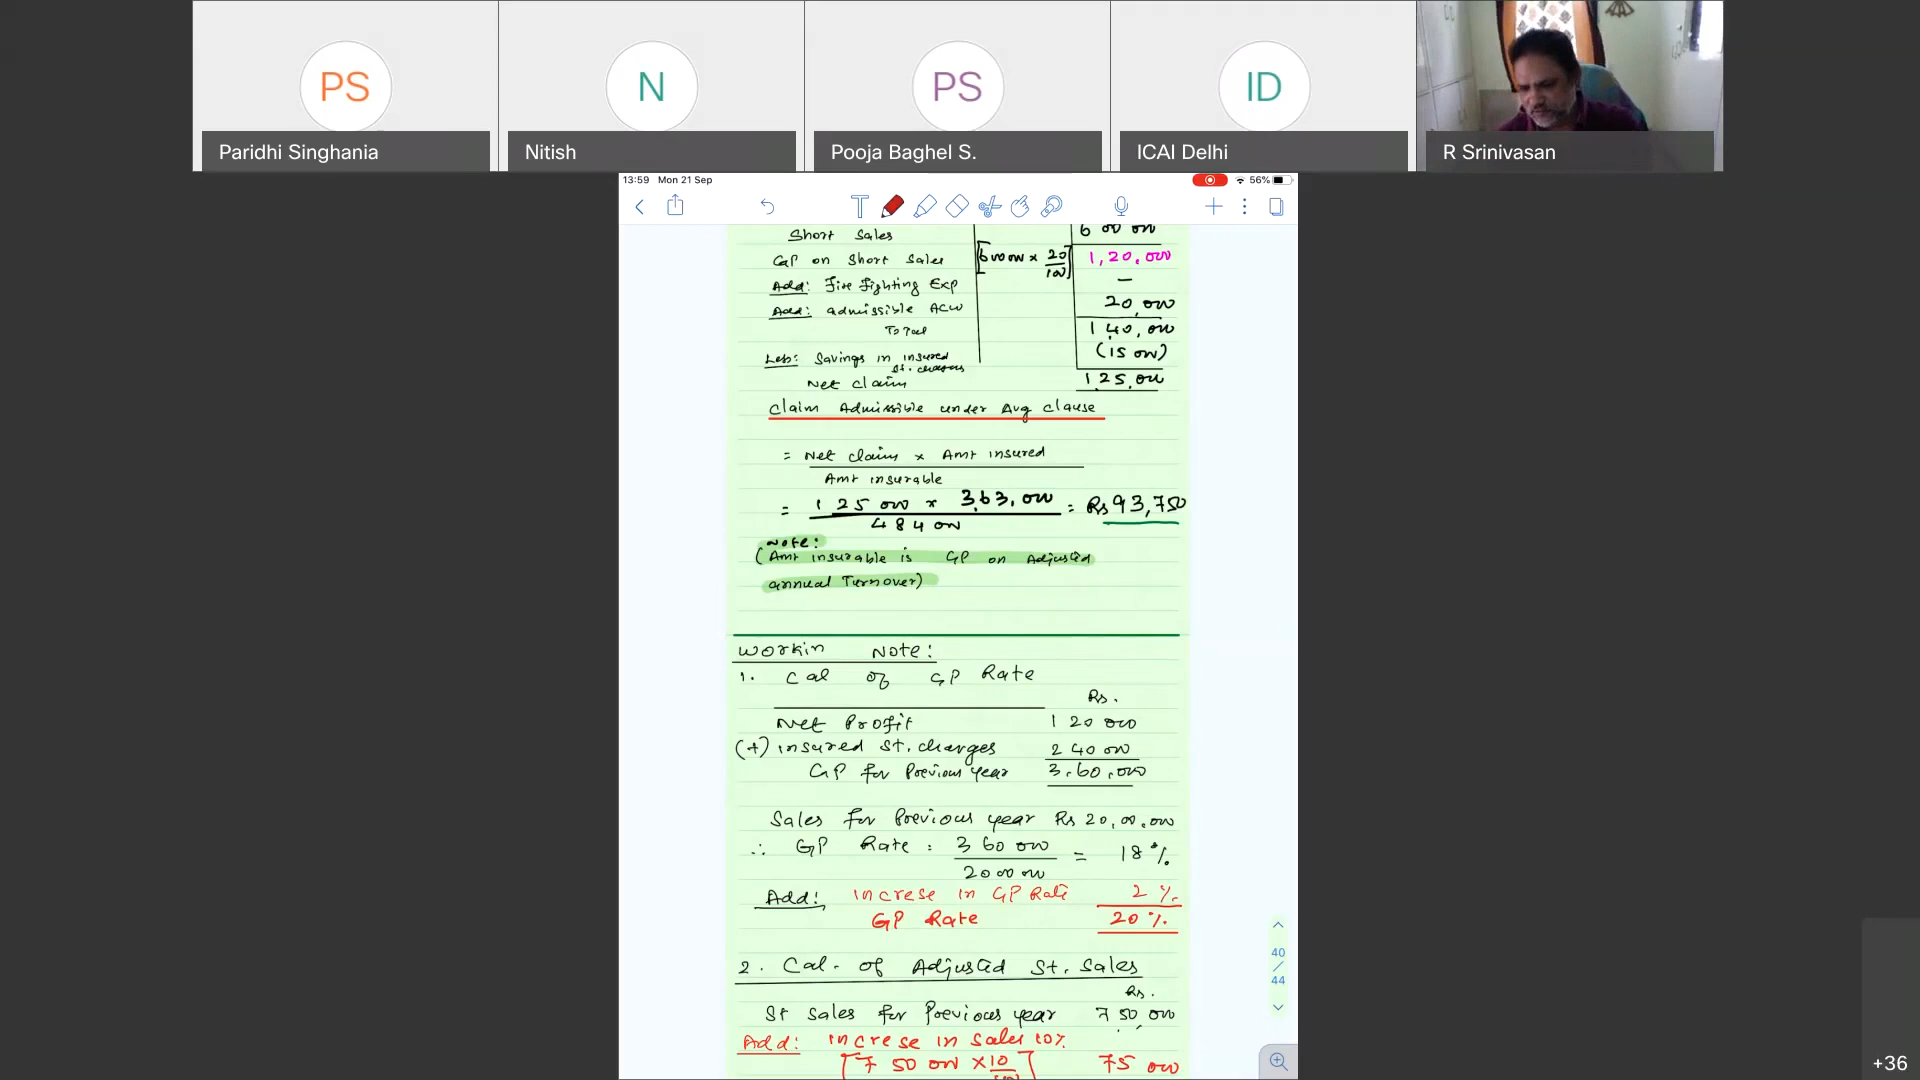 PS
N
PS
ID
Paridhi Singhania
Nitish
Pooja Baghel S.
ICAI Delhi
R Srinivasan
13:59 Mon 21 Sep
56%
Short Sales 6 00 000
GP on Short Sales [600000 × 20/100] 1,20,000
Add: Fire fighting Exp —
Add: admissible ACW 20,000
Total 1 40,000
Less: Savings in insured St. charges (15 000)
Net claim 1 25,000
Claim Admissible under Avg clause
= Net claim × Amt insured
Amt insurable
= 1 25 000 × 3,63,000 = Rs 93,750
4 84 000
Note:
(Amt insurable is GP on Adjusted
annual Turnover)
Workin Note:
1. Cal of GP Rate
Rs.
Net Profit 1 20 000
(+) insured St. charges 2 40 000
GP for Previous year 3,60,000
Sales for Previous year Rs 20,00,000
∴ GP Rate : 3 60 000 = 18%
20 00 000
Add: increse in GP Rate 2%
GP Rate 20%
2. Cal. of Adjusted St. Sales
Rs.
St Sales for Previous year 7 50,000
Add: increse in Sales 10%
[7 50 000 × 10/100] 75 000
40
/
44
+36